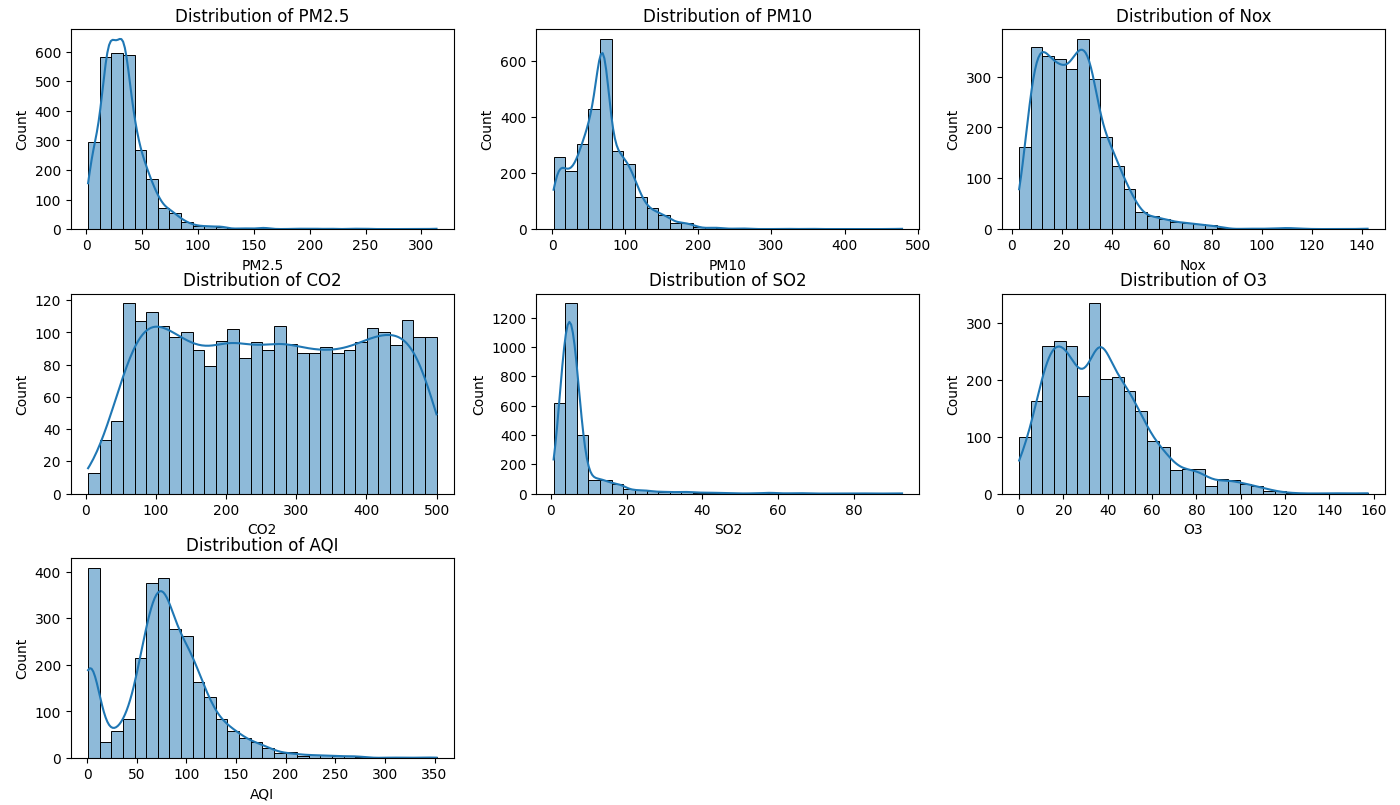 Distribution of PM2.5
600
500
400
300
200
100
0
Count
0 50 100 150 200 250 300
PM2.5
Distribution of PM10
600
400
200
0
Count
0 100 200 300 400 500
PM10
Distribution of Nox
300
200
100
0
Count
0 20 40 60 80 100 120 140
Nox
Distribution of CO2
120
100
80
60
40
20
0
Count
0 100 200 300 400 500
CO2
Distribution of SO2
1200
1000
800
600
400
200
0
Count
0 20 40 60 80
SO2
Distribution of O3
300
200
100
0
Count
0 20 40 60 80 100 120 140 160
O3
Distribution of AQI
400
300
200
100
0
Count
0 50 100 150 200 250 300 350
AQI